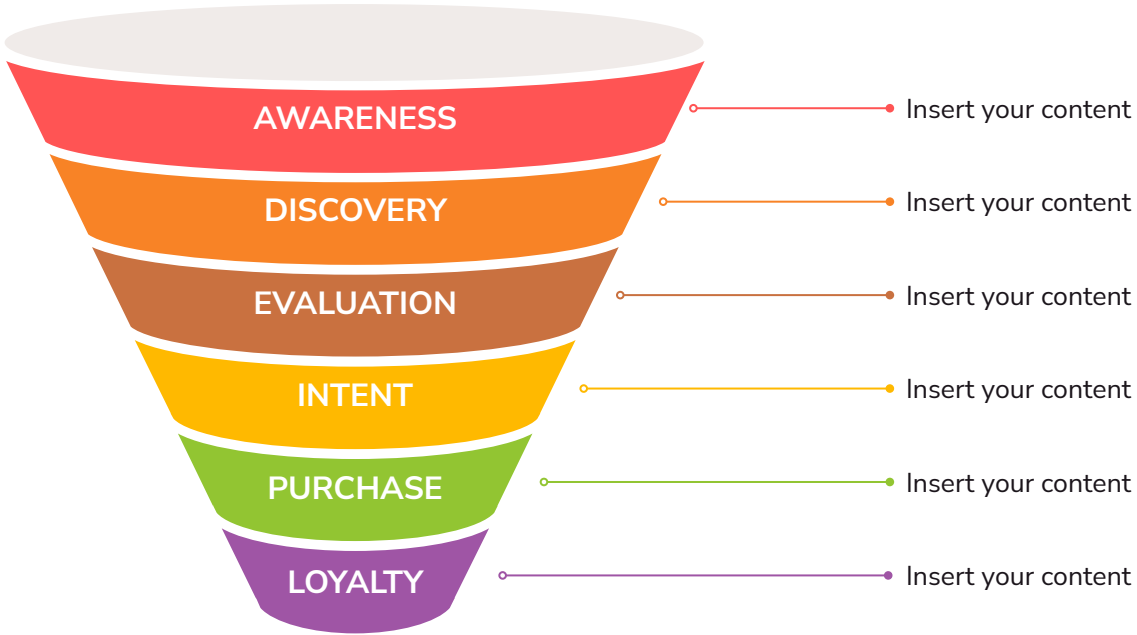 AWARENESS
Insert your content
DISCOVERY
Insert your content
EVALUATION
Insert your content
INTENT
Insert your content
PURCHASE
Insert your content
LOYALTY
Insert your content